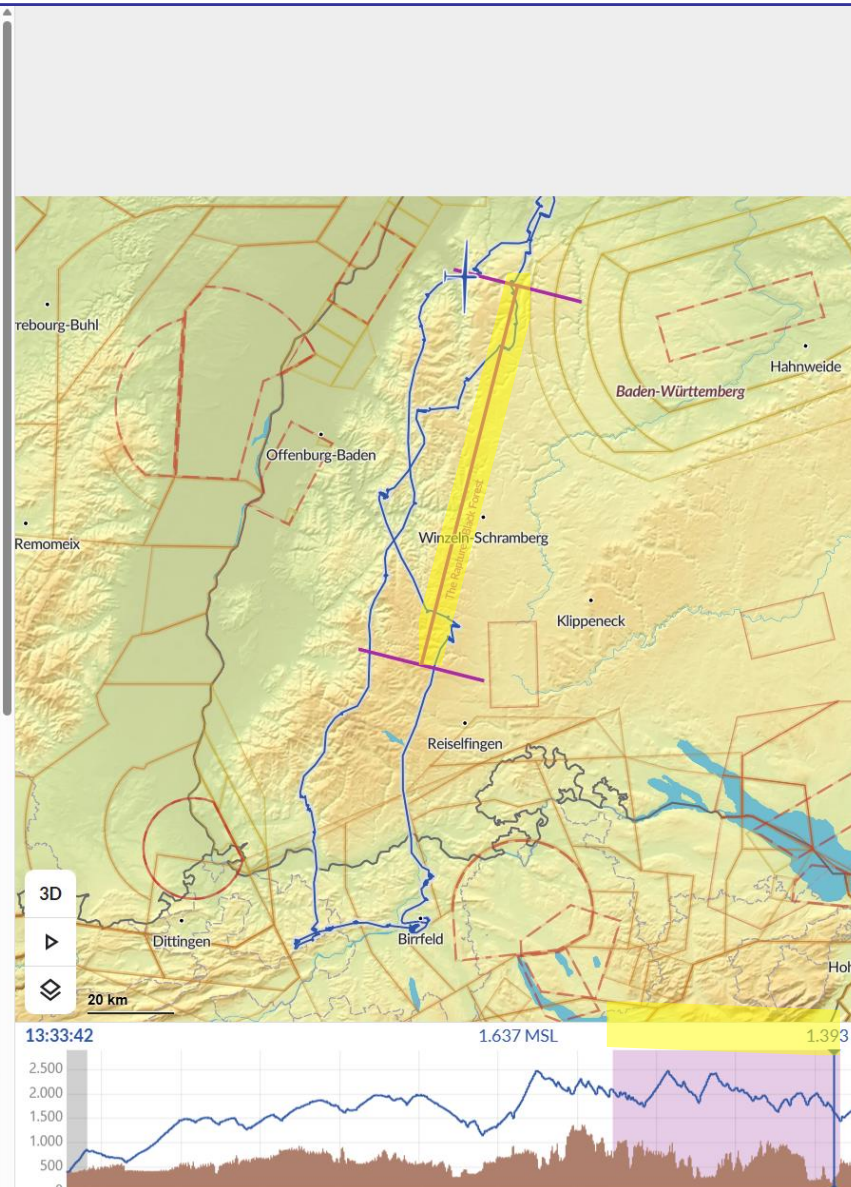 rrebourg-Buhl
Hahnweide
Baden-Württemberg
Offenburg-Baden
Remomeix
Winzeln-Schramberg
The Rapture: Black Forest
Klippeneck
Reiselfingen
3D
Dittingen
Birrfeld
Hoh
20 km
13:33:42 1.637 MSL 1.393
2.500
2.000
1.500
1.000
500